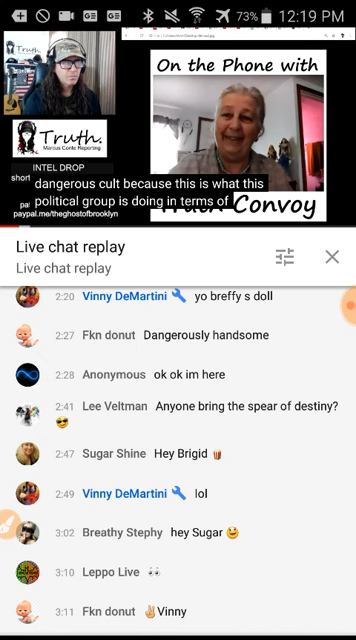 GE GE 73% 12:19 PM
Truth.
On the Phone with
Truth.
Marcus Conte Reporting
INTEL DROP
short
dangerous cult because this is what this
political group is doing in terms of
Convoy
paypal.me/theghostofbrooklyn
Live chat replay
Live chat replay
2:20 Vinny DeMartini yo breffy s doll
2:27 Fkn donut Dangerously handsome
2:28 Anonymous ok ok im here
2:41 Lee Veltman Anyone bring the spear of destiny?
😎
2:47 Sugar Shine Hey Brigid 🍿
2:49 Vinny DeMartini lol
3:02 Breathy Stephy hey Sugar 😅
3:10 Leppo Live 👀
3:11 Fkn donut ✌Vinny